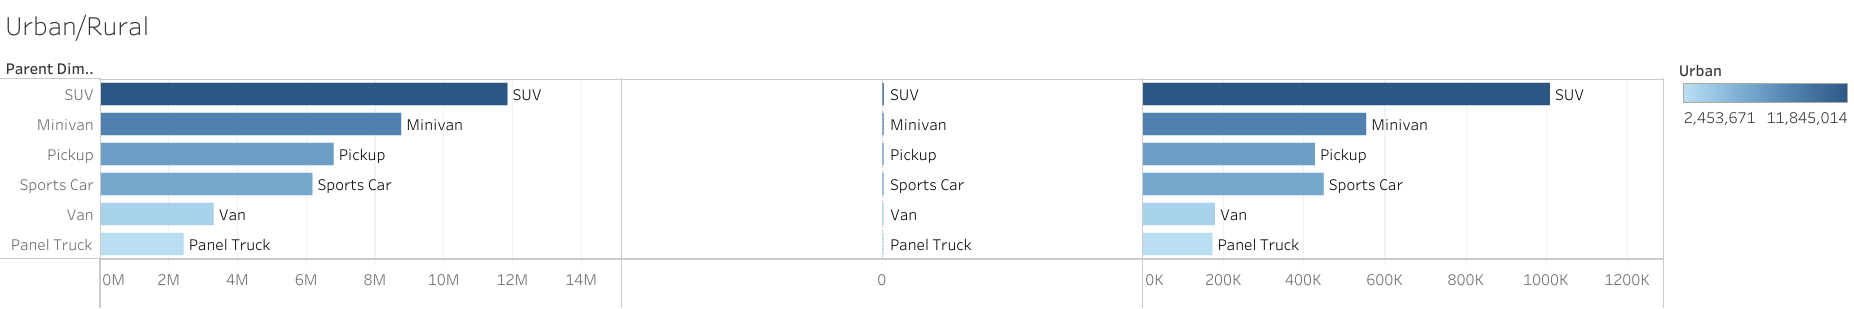 Urban/Rural
Parent Dim..
Urban
2,453,671 11,845,014
SUV SUV SUV SUV
Minivan Minivan Minivan Minivan
Pickup Pickup Pickup Pickup
Sports Car Sports Car Sports Car Sports Car
Van Van Van Van
Panel Truck Panel Truck Panel Truck Panel Truck
0M 2M 4M 6M 8M 10M 12M 14M 0 0K 200K 400K 600K 800K 1000K 1200K